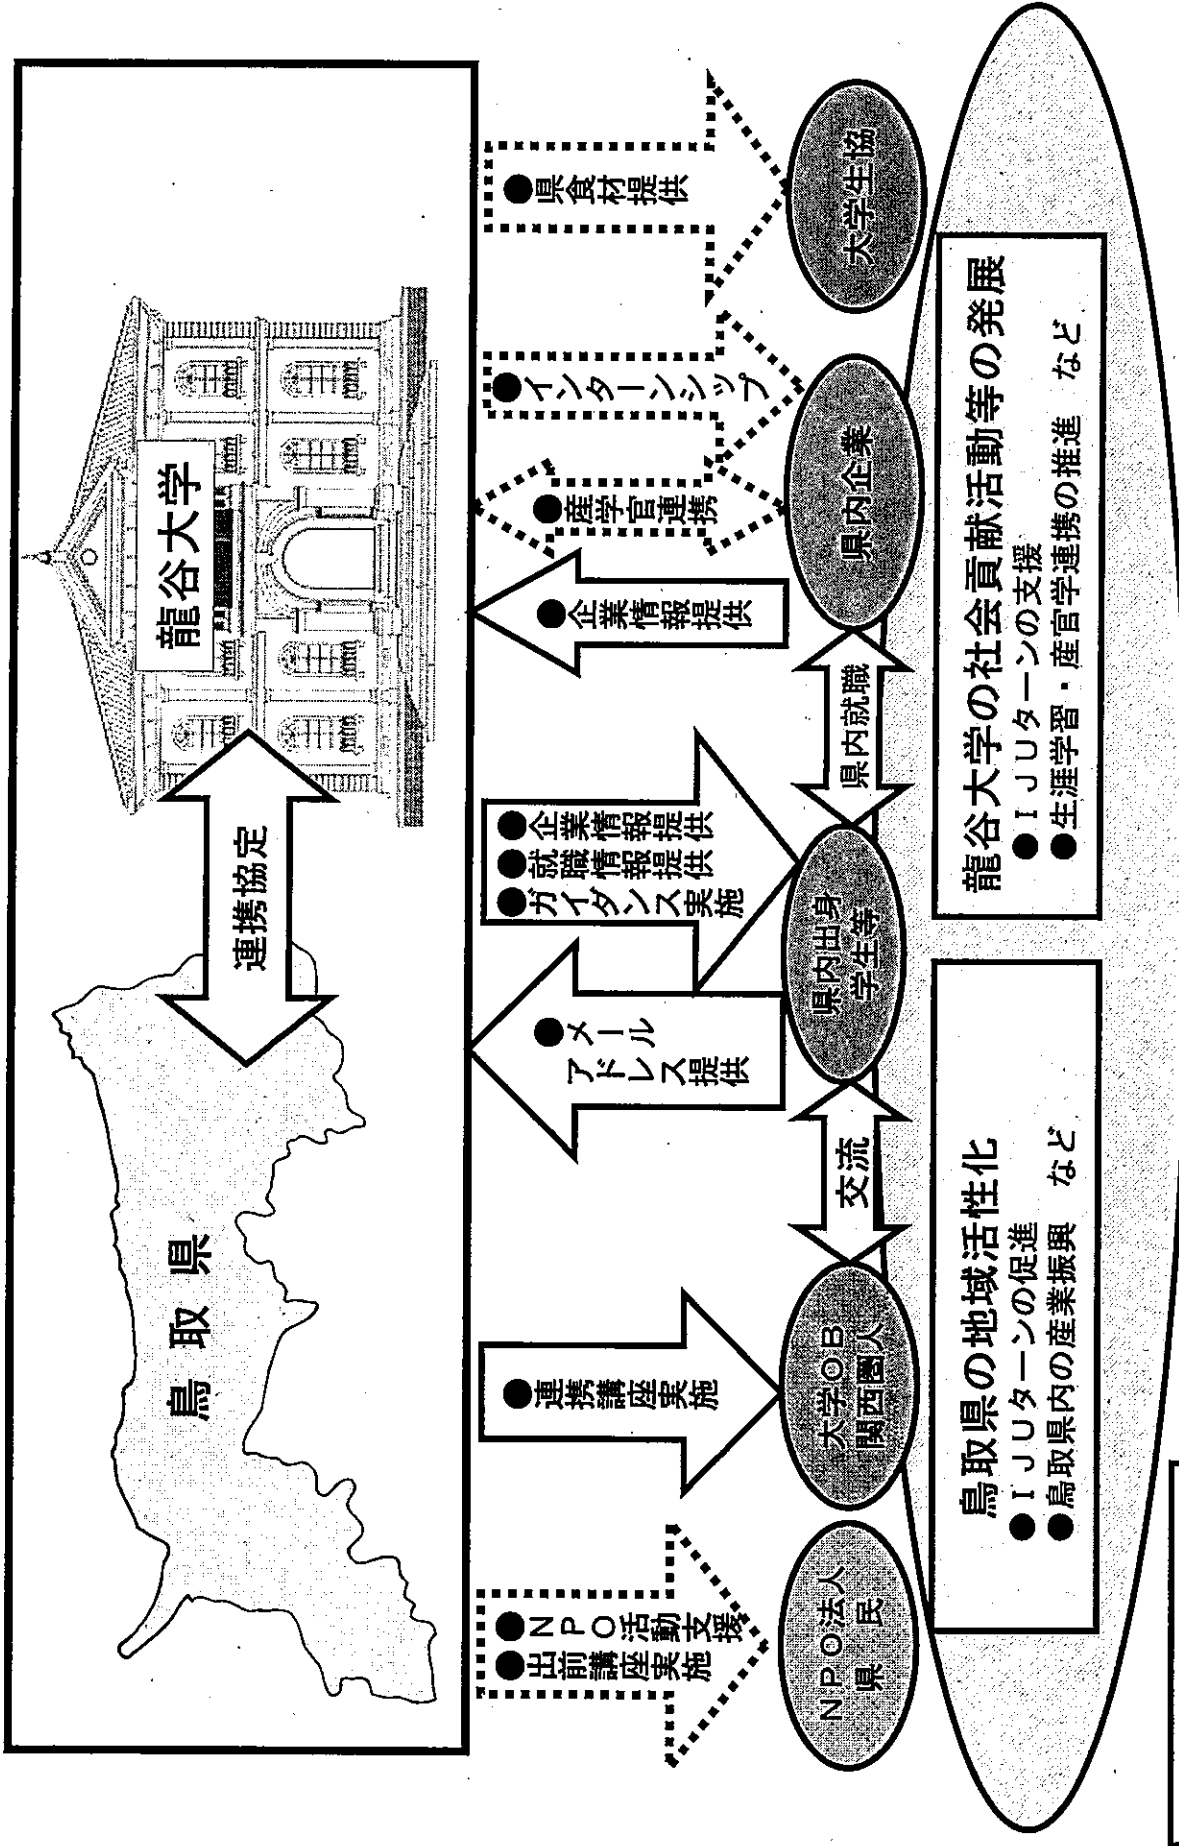 鳥取県
連携協定
龍谷大学
●NPO活動支援
●出前講座実施
●連携講座実施
●メール
アドレス提供
●企業情報提供
●就職情報提供
●ガイダンス実施
●企業情報提供
●産学官連携
●インターンシップ
●県食材提供
NPO法人
県　民
大学OB
関西圏人
交流
県内出身
学生等
県内就職
県内企業
大学生協
鳥取県の地域活性化
●IJUターンの促進
●鳥取県内の産業振興　など
龍谷大学の社会貢献活動等の発展
●IJUターンの支援
●生涯学習・産官学連携の推進　など